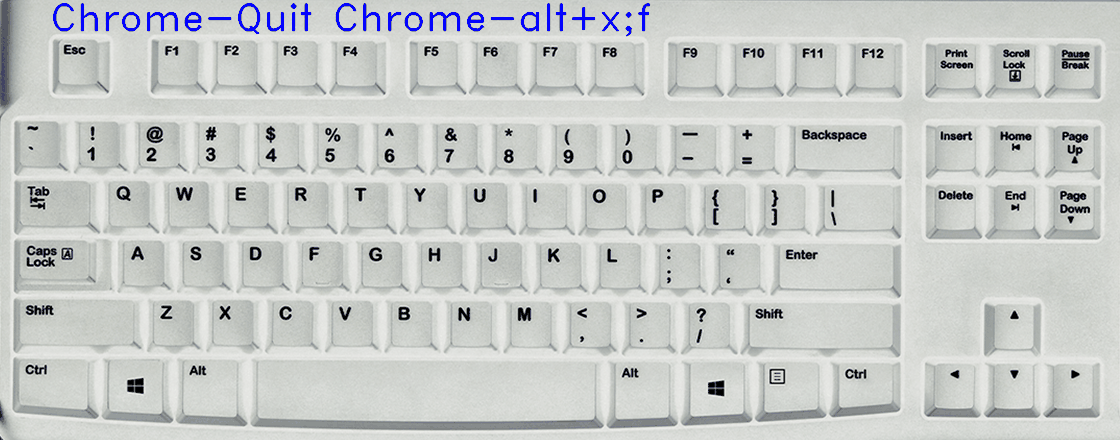 Chrome-Quit Chrome-alt+x;f
Esc F1 F2 F3 F4 F5 F6 F7 F8 F9 F10 F11 F12 Print Screen Scroll Lock Pause Break
~ ! @ # $ % ^ & * ( ) — + Backspace Insert Home Page Up
` 1 2 3 4 5 6 7 8 9 0 - =
Tab Q W E R T Y U I O P { } | Delete End Page Down
[ ] \
Caps Lock A A S D F G H J K L : “ Enter
; ‘
Shift Z X C V B N M < > ? Shift
, . /
Ctrl Alt Alt Ctrl